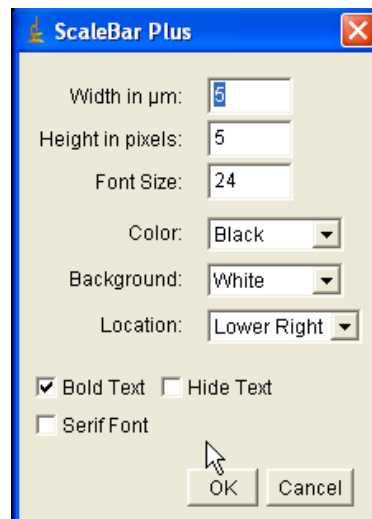 ScaleBar Plus
Width in µm: 5
Height in pixels: 5
Font Size: 24
Color: Black
Background: White
Location: Lower Right
Bold Text Hide Text
Serif Font
OK Cancel